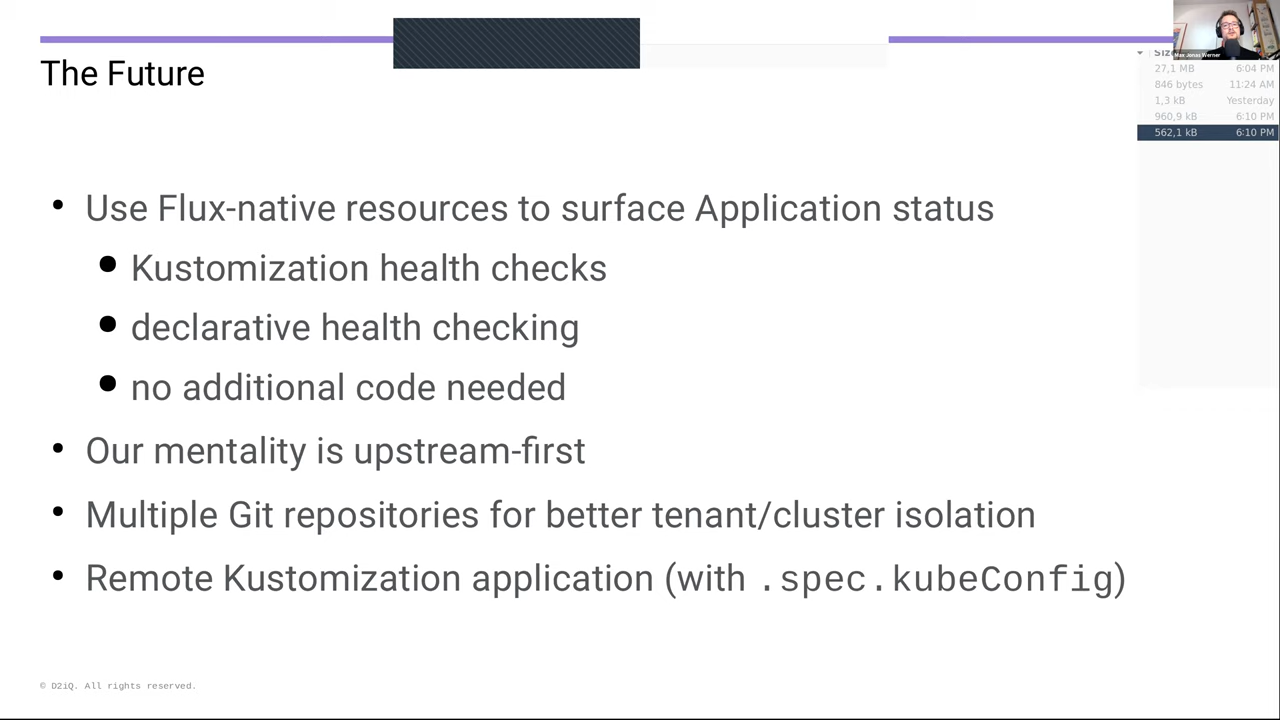 The Future
Max Jonas Werner
Size
27,1 MB 6:04 PM
846 bytes 11:24 AM
1,3 kB Yesterday
960,9 kB 6:10 PM
562,1 kB 6:10 PM
• Use Flux-native resources to surface Application status
• Kustomization health checks
• declarative health checking
• no additional code needed
• Our mentality is upstream-first
• Multiple Git repositories for better tenant/cluster isolation
• Remote Kustomization application (with .spec.kubeConfig)
© D2iQ. All rights reserved.